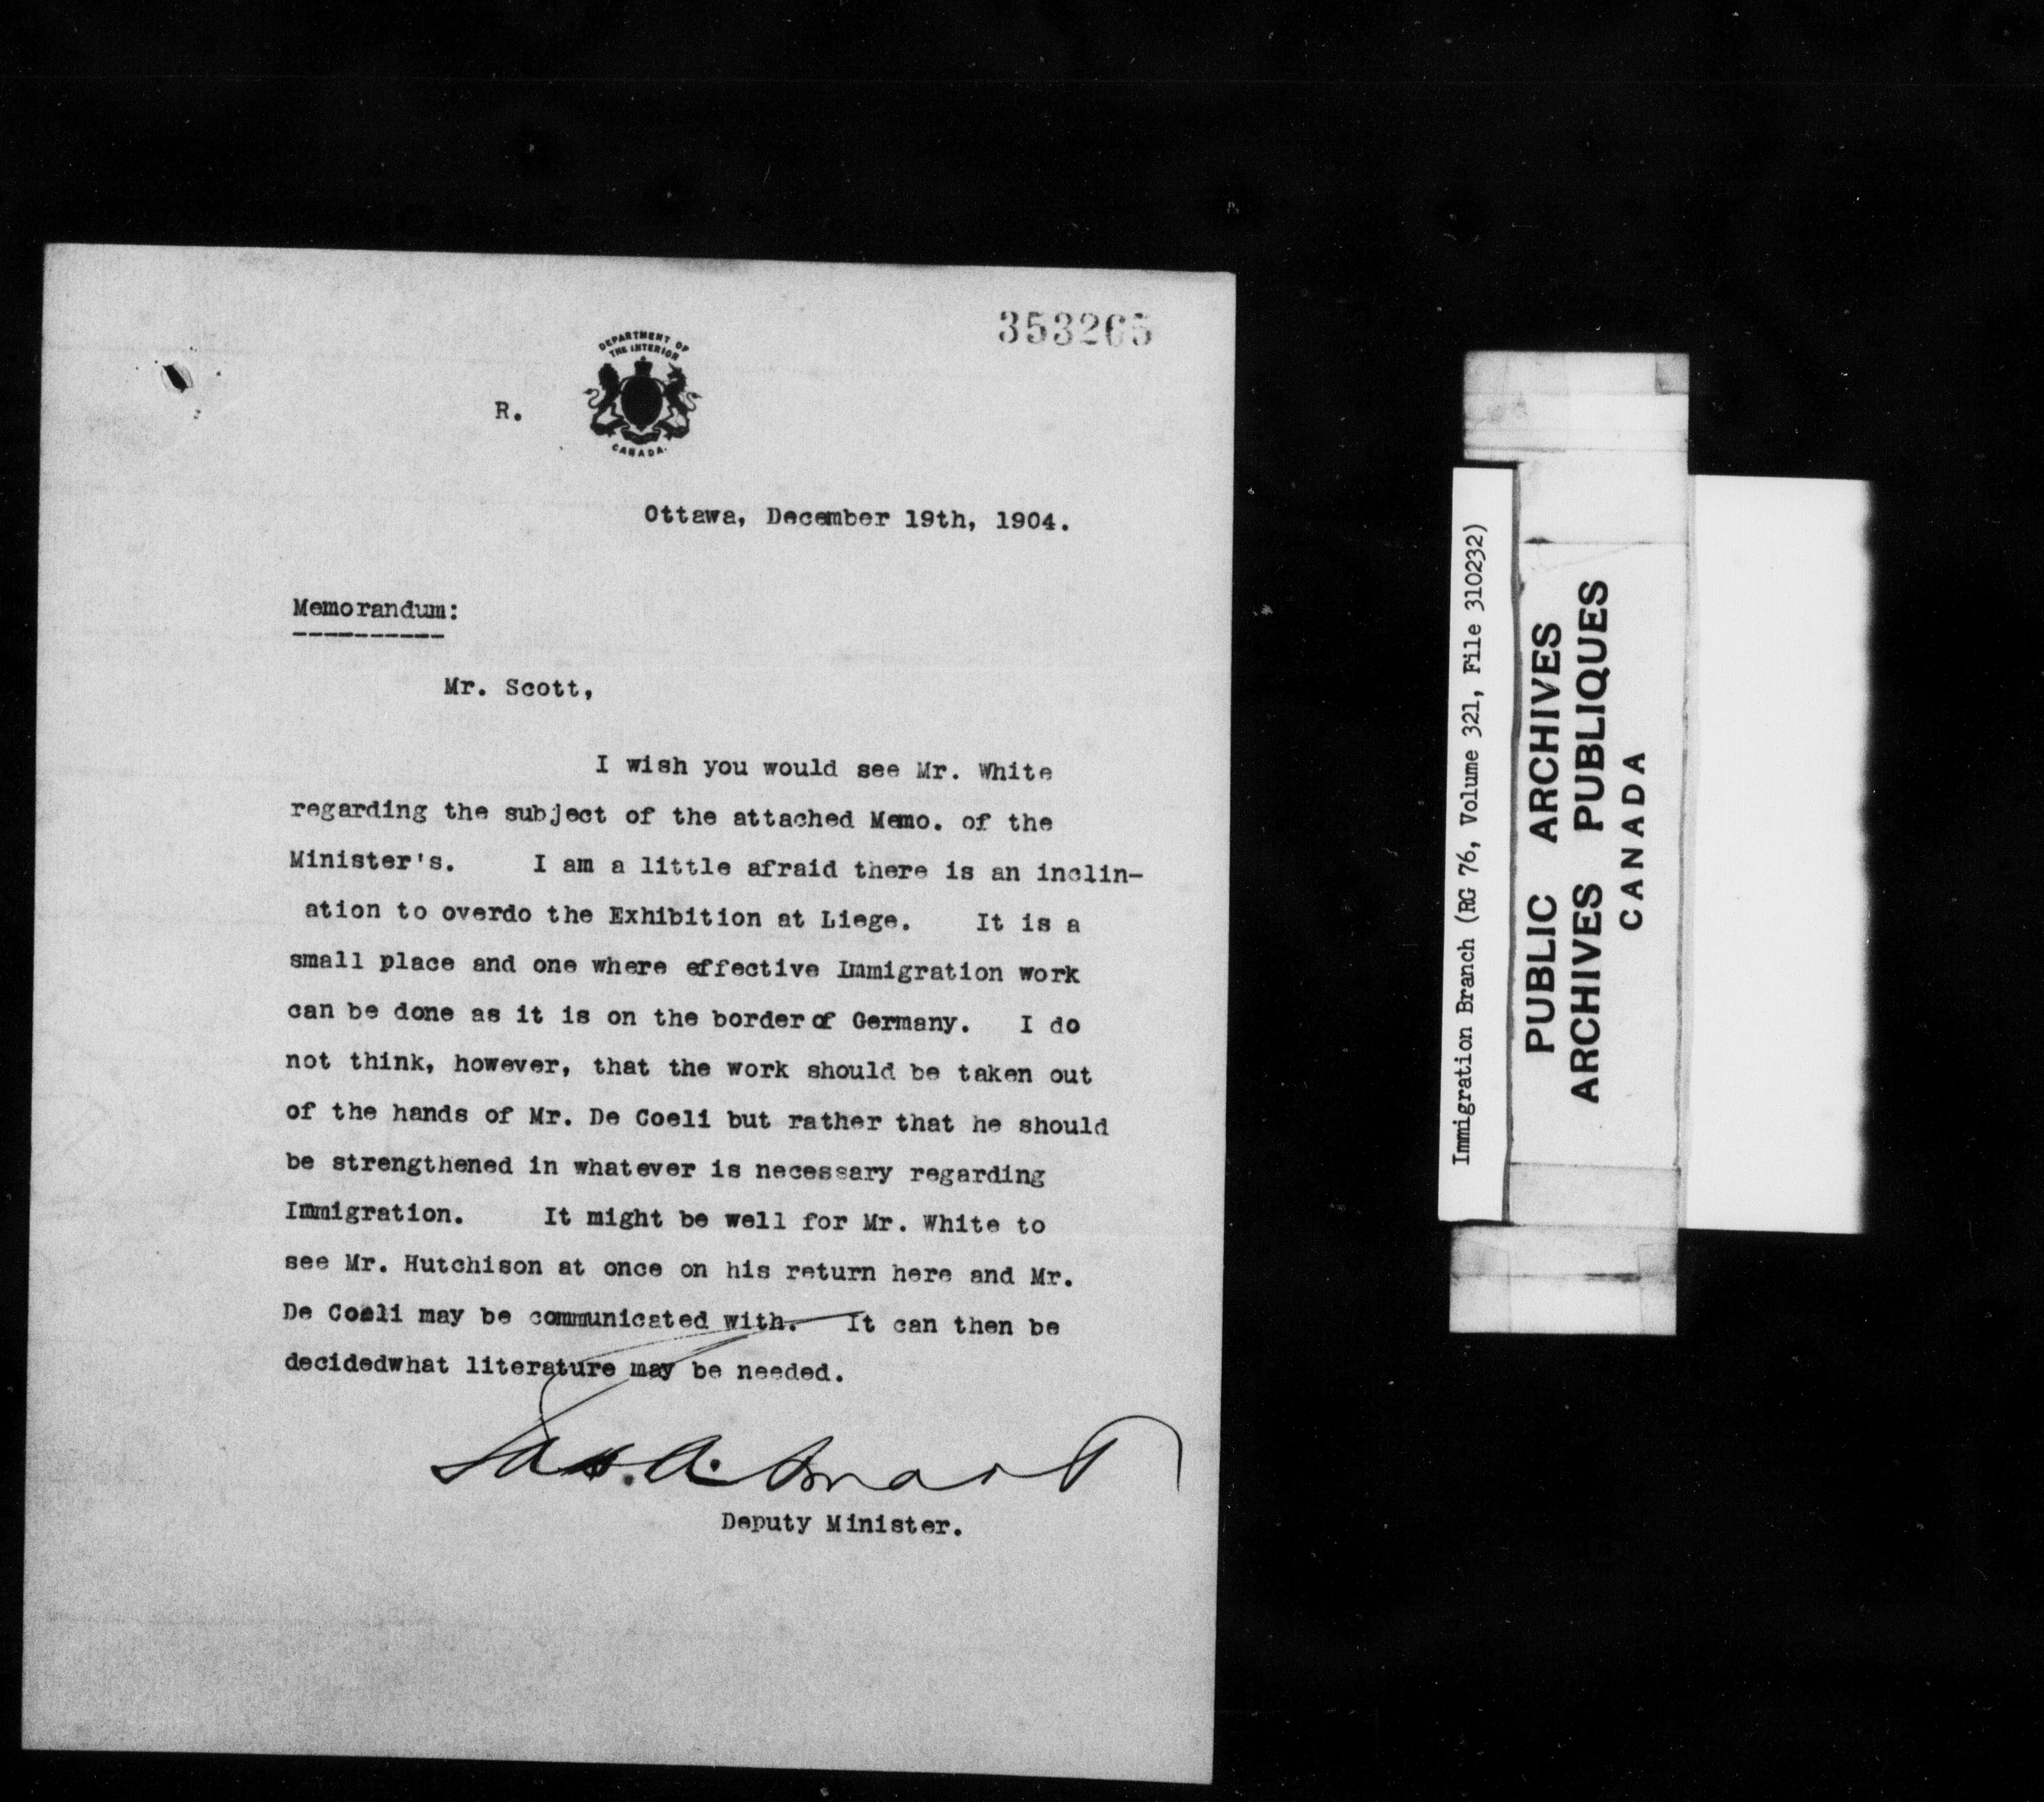 353265
DEPARTMENT OF
THE INTERIOR
CANADA.
R.
Ottawa, December 19th, 1904.
Memorandum:
Mr. Scott,
I wish you would see Mr. White
regarding the subject of the attached Memo. of the
Minister's. I am a little afraid there is an inclin-
ation to overdo the Exhibition at Liege. It is a
small place and one where effective Immigration work
can be done as it is on the border of Germany. I do
not think, however, that the work should be taken out
of the hands of Mr. De Coeli but rather that he should
be strengthened in whatever is necessary regarding
Immigration. It might be well for Mr. White to
see Mr. Hutchison at once on his return here and Mr.
De Coeli may be communicated with. It can then be
decidedwhat literature may be needed.
Jas. A. Smart
Deputy Minister.
Immigration Branch (RG 76, Volume 321, File 310232)
PUBLIC ARCHIVES
ARCHIVES PUBLIQUES
CANADA